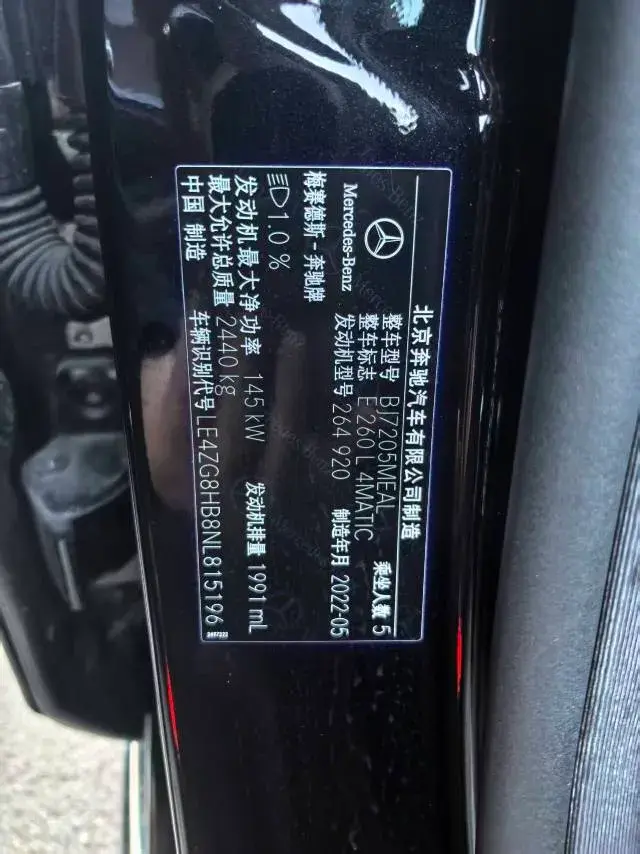 北京奔驰汽车有限公司制造
Mercedes-Benz
梅赛德斯-奔驰牌
整车型号 BJ7205MEAL 乘坐人数 5
整车标志 E 260 L 4MATIC
发动机型号 264 920 制造年月 2022-05
1.0 %
发动机最大净功率 145 kW 发动机排量 1991 mL
最大允许总质量 2440 kg
中国 制造 车辆识别代号 LE4ZG8HB8NL815196